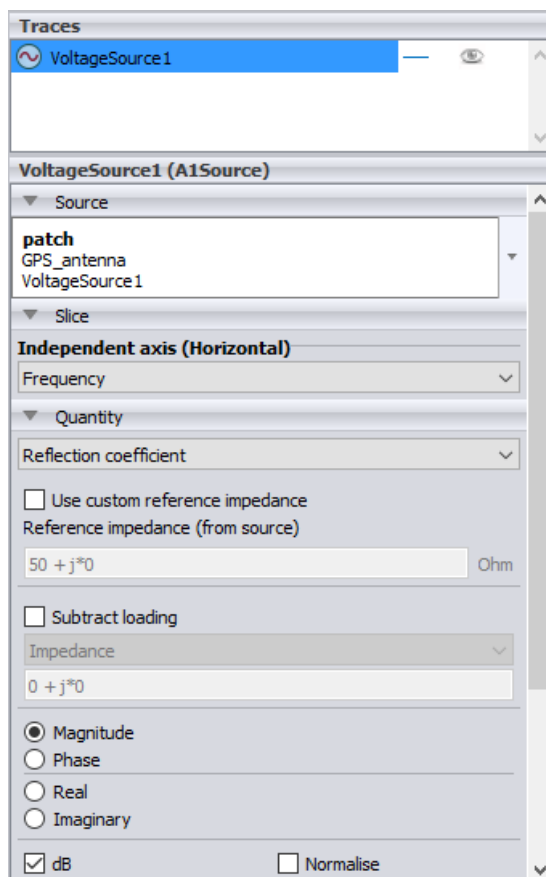 Traces
VoltageSource1
VoltageSource1 (A1Source)
Source
patch
GPS_antenna
VoltageSource1
Slice
Independent axis (Horizontal)
Frequency
Quantity
Reflection coefficient
Use custom reference impedance
Reference impedance (from source)
50 + j*0 Ohm
Subtract loading
Impedance
0 + j*0
Magnitude
Phase
Real
Imaginary
dB Normalise